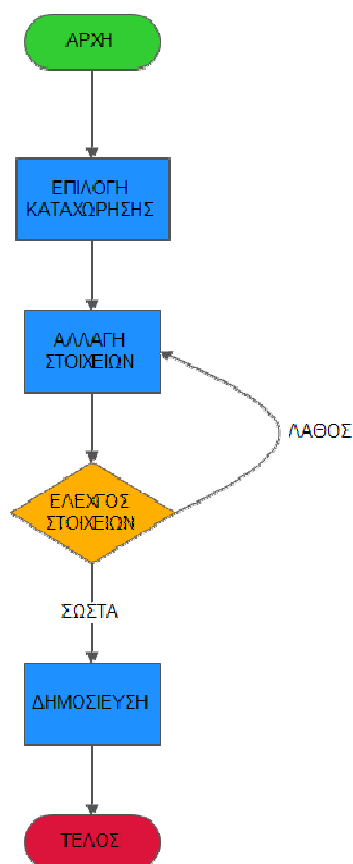 ΑΡΧΗ
ΕΠΙΛΟΓΗ
ΚΑΤΑΧΩΡΗΣΗΣ
ΑΛΛΑΓΗ
ΣΤΟΙΧΕΙΩΝ
ΛΑΘΟΣ
ΕΛΕΧΓΟΣ
ΣΤΟΙΧΕΙΩΝ
ΣΩΣΤΑ
ΔΗΜΟΣΙΕΥΣΗ
ΤΕΛΟΣ